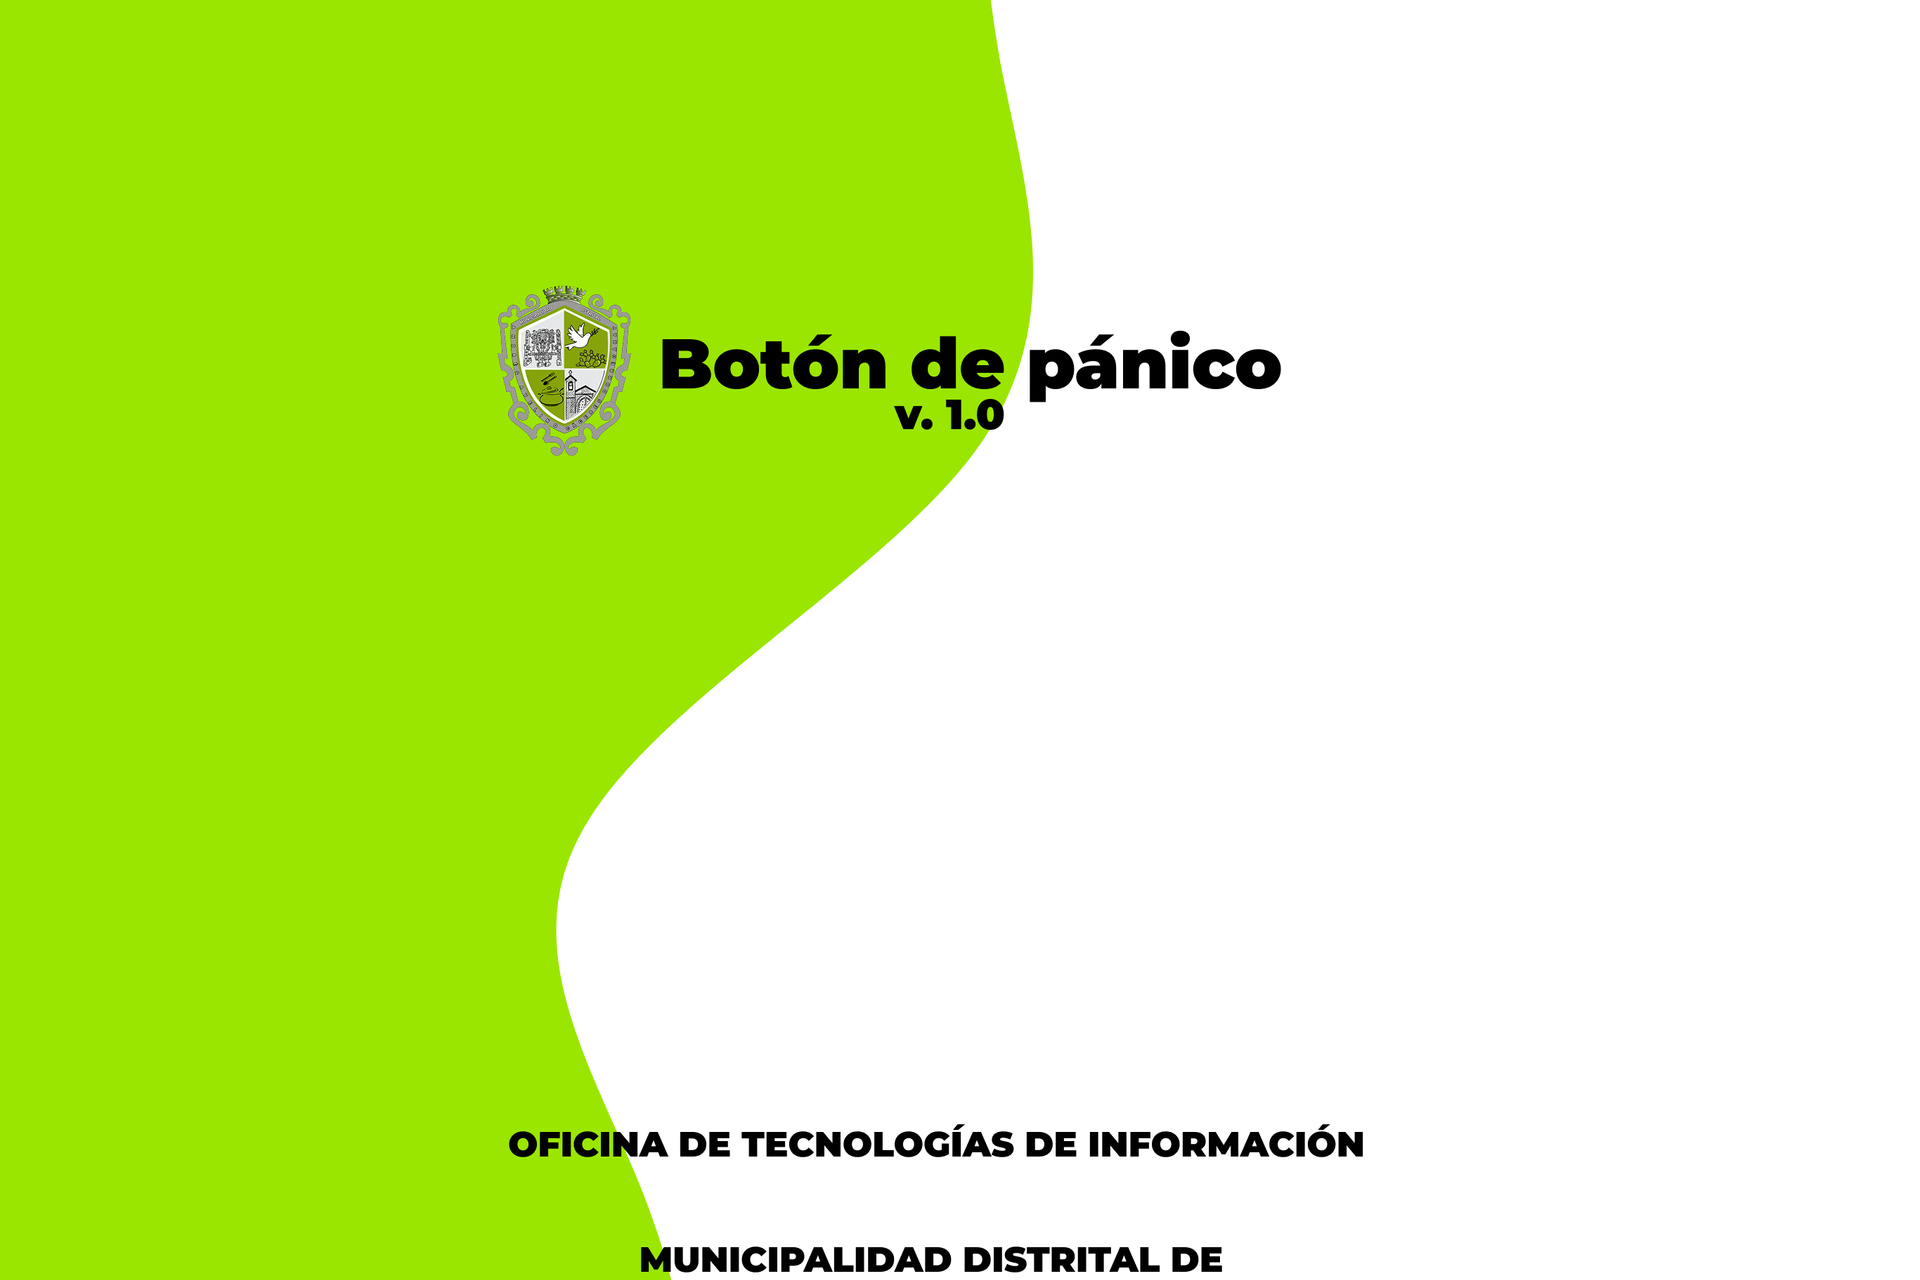 Botón de pánico
v. 1.0
OFICINA DE TECNOLOGÍAS DE INFORMACIÓN
MUNICIPALIDAD DISTRITAL DE